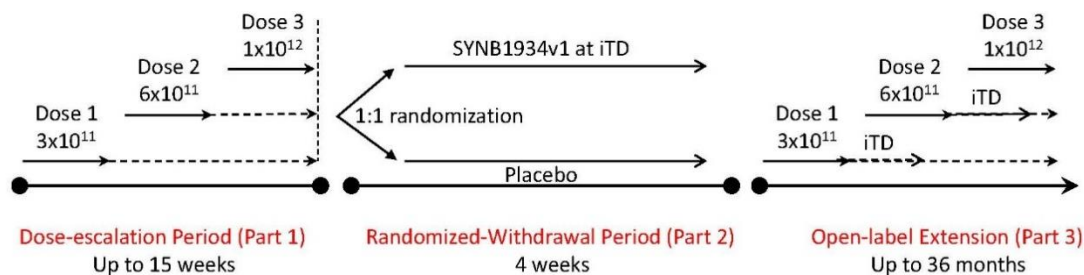 Dose 3
1x10¹²
Dose 2
6x10¹¹
Dose 1
3x10¹¹
SYNB1934v1 at iTD
1:1 randomization
Placebo
Dose 3
1x10¹²
Dose 2
6x10¹¹
iTD
Dose 1
3x10¹¹
iTD
Dose-escalation Period (Part 1)
Up to 15 weeks
Randomized-Withdrawal Period (Part 2)
4 weeks
Open-label Extension (Part 3)
Up to 36 months